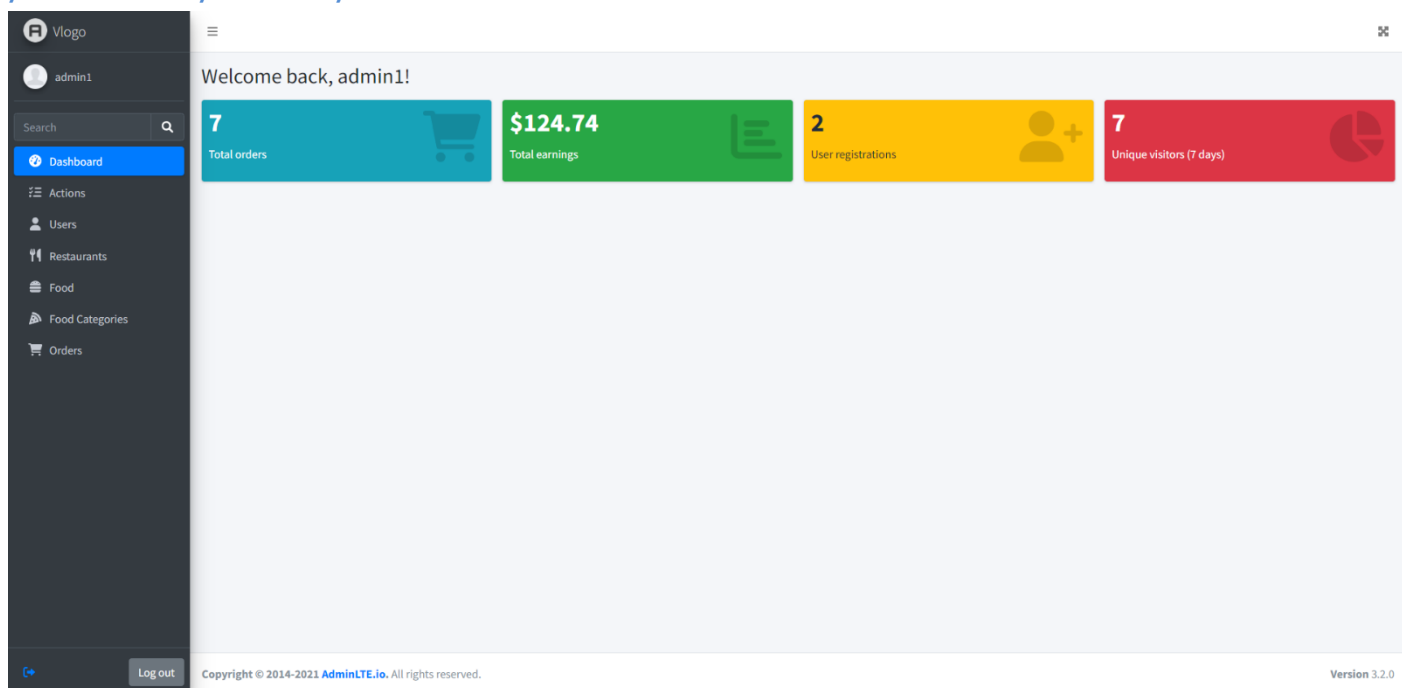 Vlogo
admin1
Welcome back, admin1!
Search
7
Total orders
$124.74
Total earnings
2
User registrations
7
Unique visitors (7 days)
Dashboard
Actions
Users
Restaurants
Food
Food Categories
Orders
Log out
Copyright © 2014-2021 AdminLTE.io. All rights reserved.
Version 3.2.0